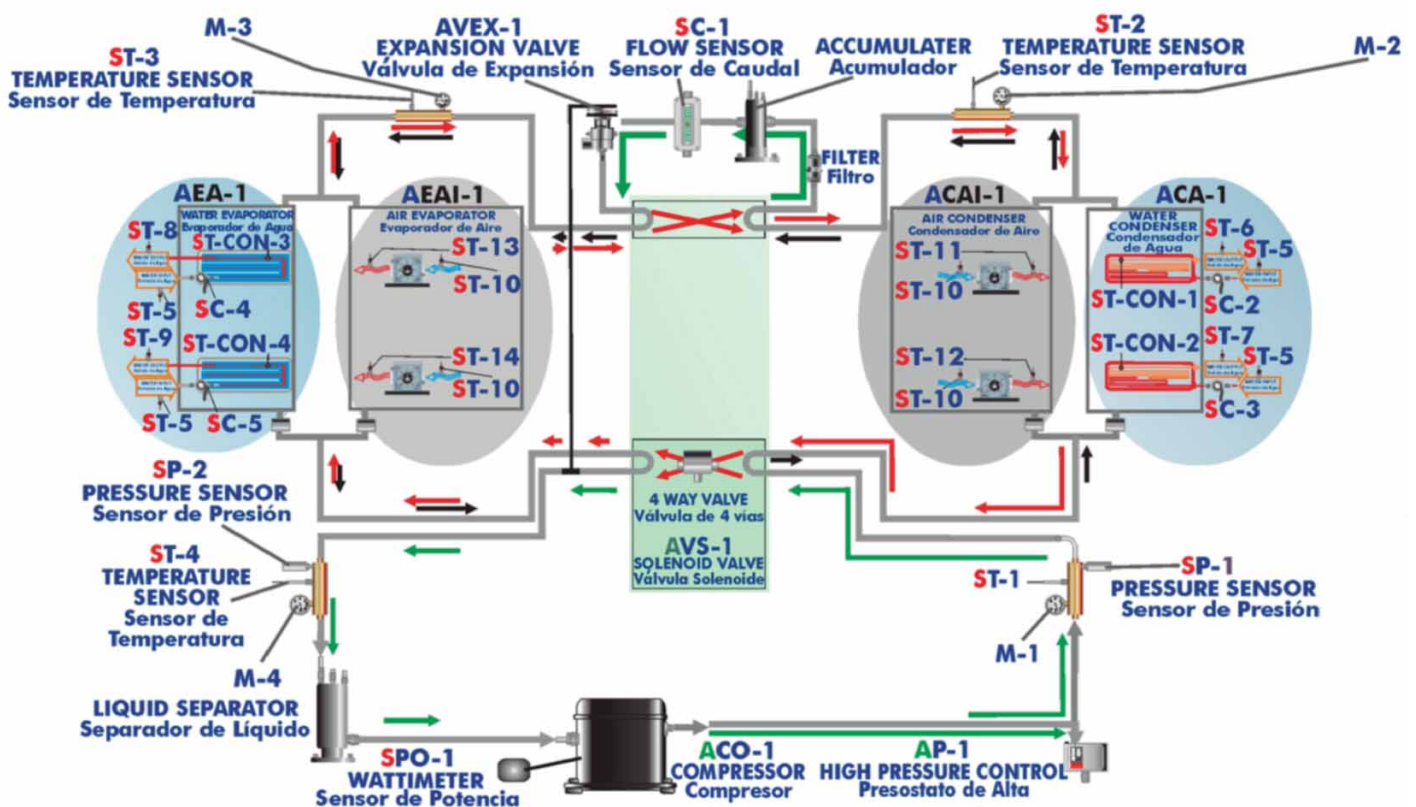 M-3
ST-3
TEMPERATURE SENSOR
Sensor de Temperatura
AVEX-1
EXPANSION VALVE
Válvula de Expansión
SC-1
FLOW SENSOR
Sensor de Caudal
ACCUMULATER
Acumulador
ST-2
TEMPERATURE SENSOR
Sensor de Temperatura
M-2
FILTER
Filtro
AEA-1
WATER EVAPORATOR
Evaporador de Agua
ST-8
ST-CON-3
ST-5
SC-4
ST-9
ST-CON-4
ST-5
SC-5
AEAI-1
AIR EVAPORATOR
Evaporador de Aire
ST-13
ST-10
ST-14
ST-10
ACAI-1
AIR CONDENSER
Condensador de Aire
ST-11
ST-10
ST-12
ST-10
ACA-1
WATER
CONDENSER
Condensador
de Agua
ST-6
ST-5
ST-CON-1
SC-2
ST-CON-2
ST-7
ST-5
SC-3
4 WAY VALVE
Válvula de 4 vías
AVS-1
SOLENOID VALVE
Válvula Solenoide
SP-2
PRESSURE SENSOR
Sensor de Presión
ST-4
TEMPERATURE
SENSOR
Sensor de
Temperatura
M-4
LIQUID SEPARATOR
Separador de Líquido
SPO-1
WATTIMETER
Sensor de Potencia
ACO-1
COMPRESSOR
Compresor
AP-1
HIGH PRESSURE CONTROL
Presostato de Alta
ST-1
M-1
SP-1
PRESSURE SENSOR
Sensor de Presión